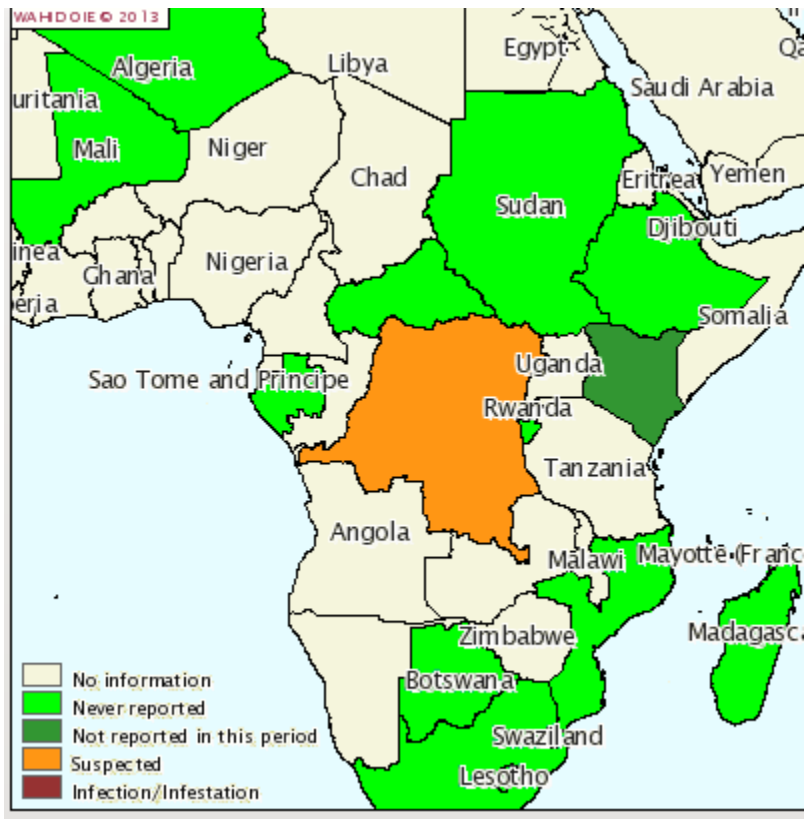 WAHID OIE © 2013
Egypt
Qa
Algeria
Libya
Saudi Arabia
uritania
Mali
Niger
Chad
Eritrea
Yemen
Sudan
Djibouti
inea
Ghana
Nigeria
eria
Somalia
Uganda
Sao Tome and Principe
Rwanda
Tanzania
Angola
Malawi
Mayotte (Franc
Zimbabwe
Madagasca
No information
Botswana
Never reported
Not reported in this period
Swaziland
Suspected
Lesotho
Infection/Infestation